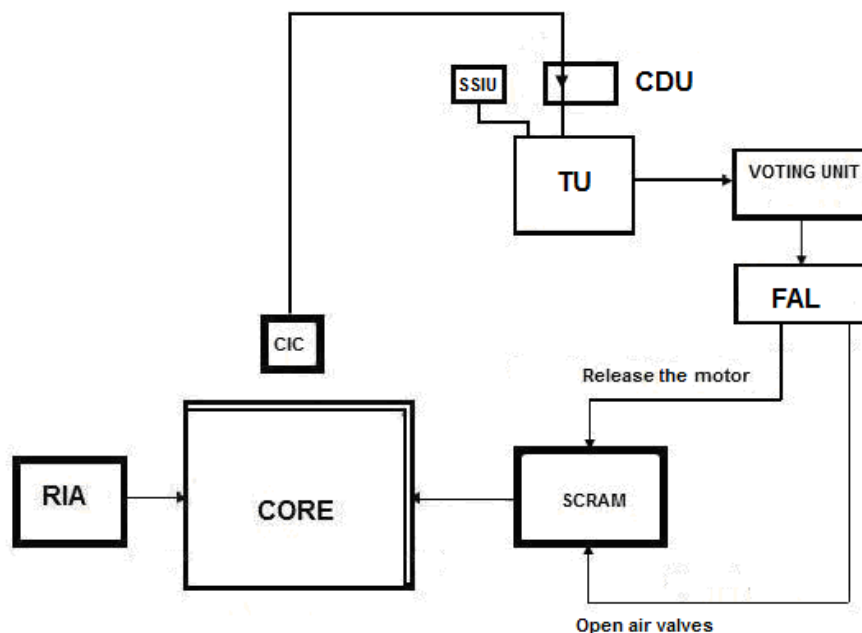 SSIU
CDU
TU
VOTING UNIT
FAL
CIC
Release the motor
RIA
CORE
SCRAM
Open air valves